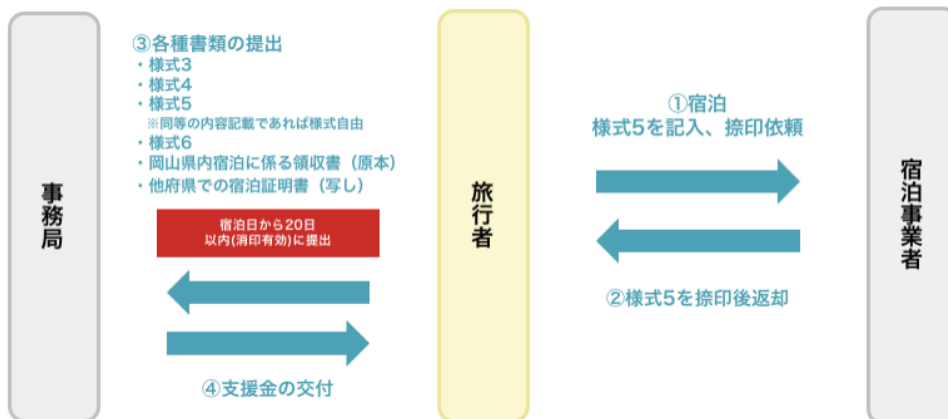 事務局
③各種書類の提出
・様式3
・様式4
・様式5
※同等の内容記載であれば様式自由
・様式6
・岡山県内宿泊に係る領収書（原本）
・他府県での宿泊証明書（写し）
宿泊日から20日
以内(消印有効)に提出
④支援金の交付
旅行者
①宿泊
様式5を記入、捺印依頼
②様式5を捺印後返却
宿泊事業者